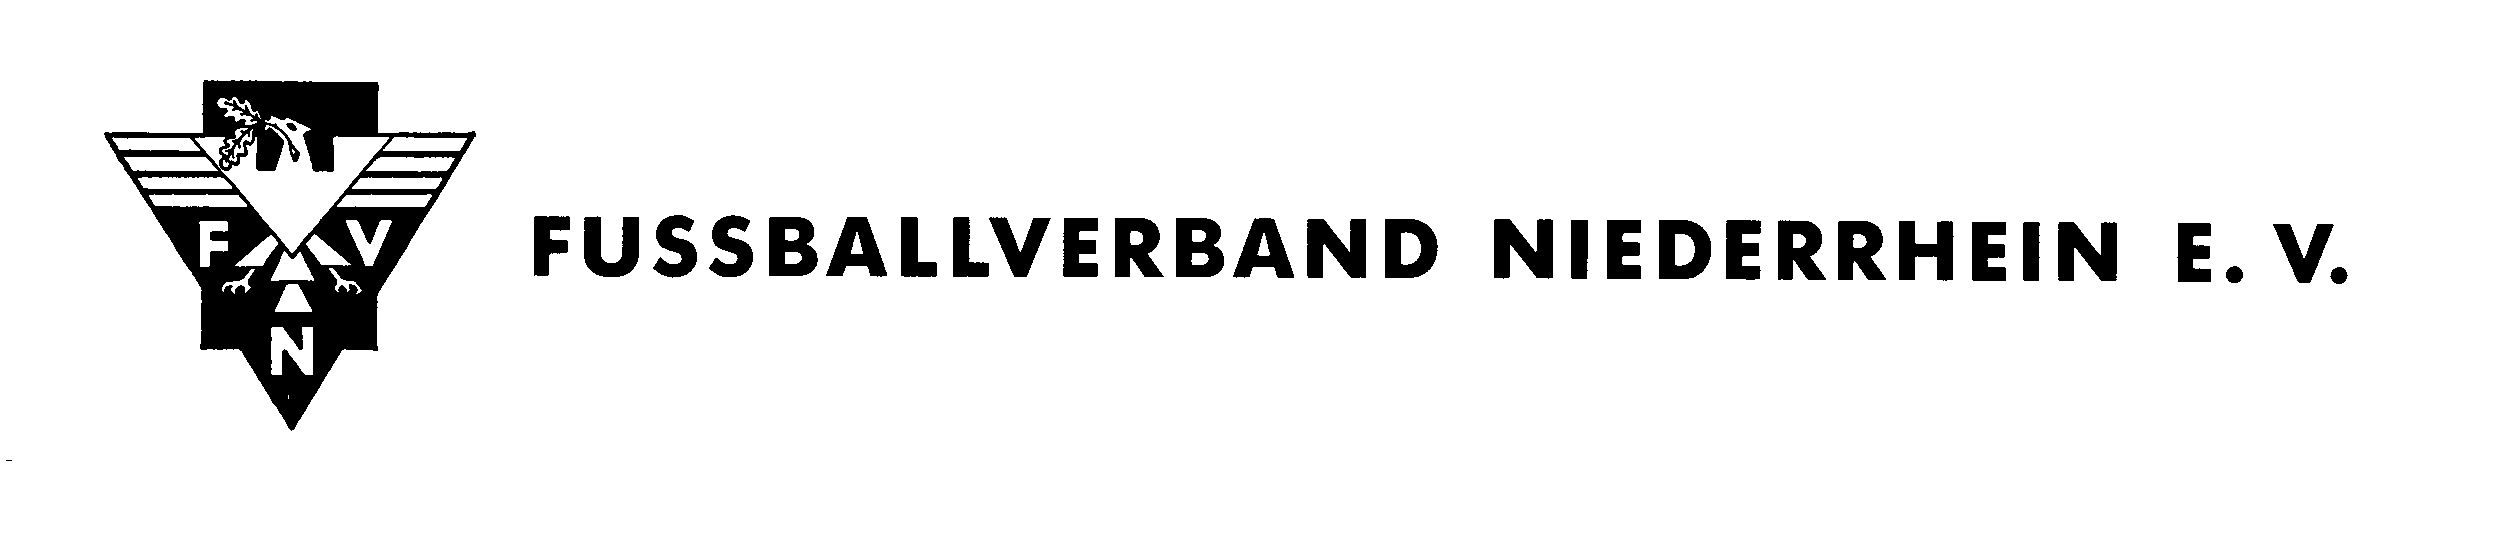 F V
N
FUSSBALLVERBAND NIEDERRHEIN E. V.